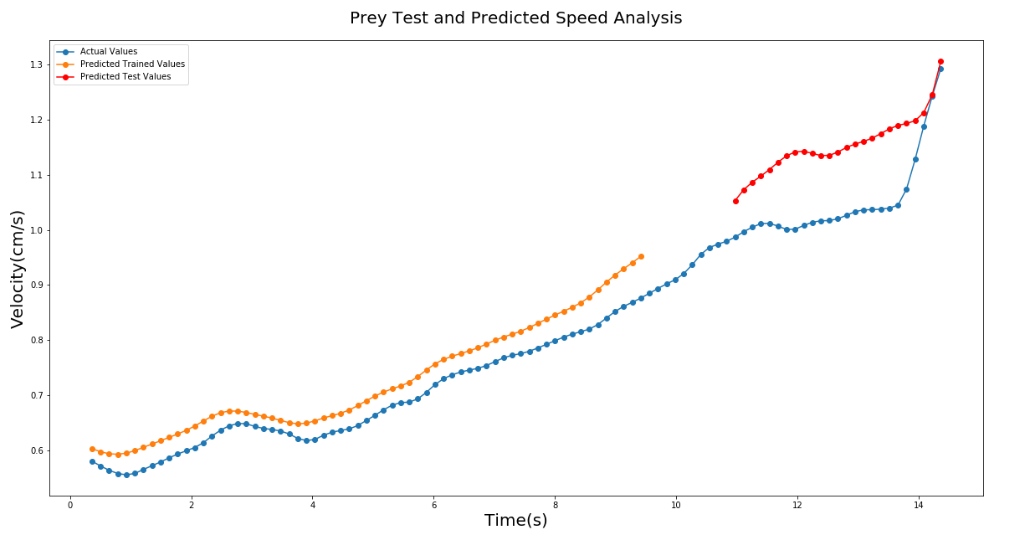 Prey Test and Predicted Speed Analysis
Actual Values
Predicted Trained Values
Predicted Test Values
1.3
1.2
1.1
1.0
0.9
0.8
0.7
0.6
Velocity(cm/s)
0 2 4 6 8 10 12 14
Time(s)